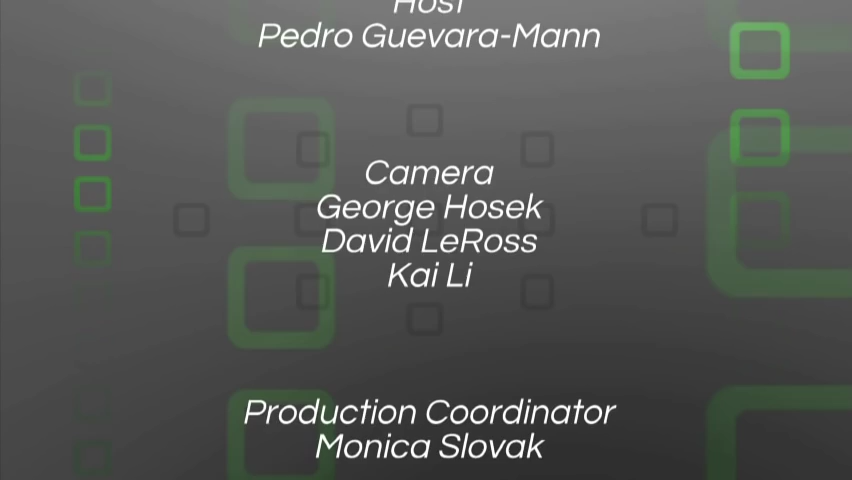 Host
Pedro Guevara-Mann
Camera
George Hosek
David LeRoss
Kai Li
Production Coordinator
Monica Slovak